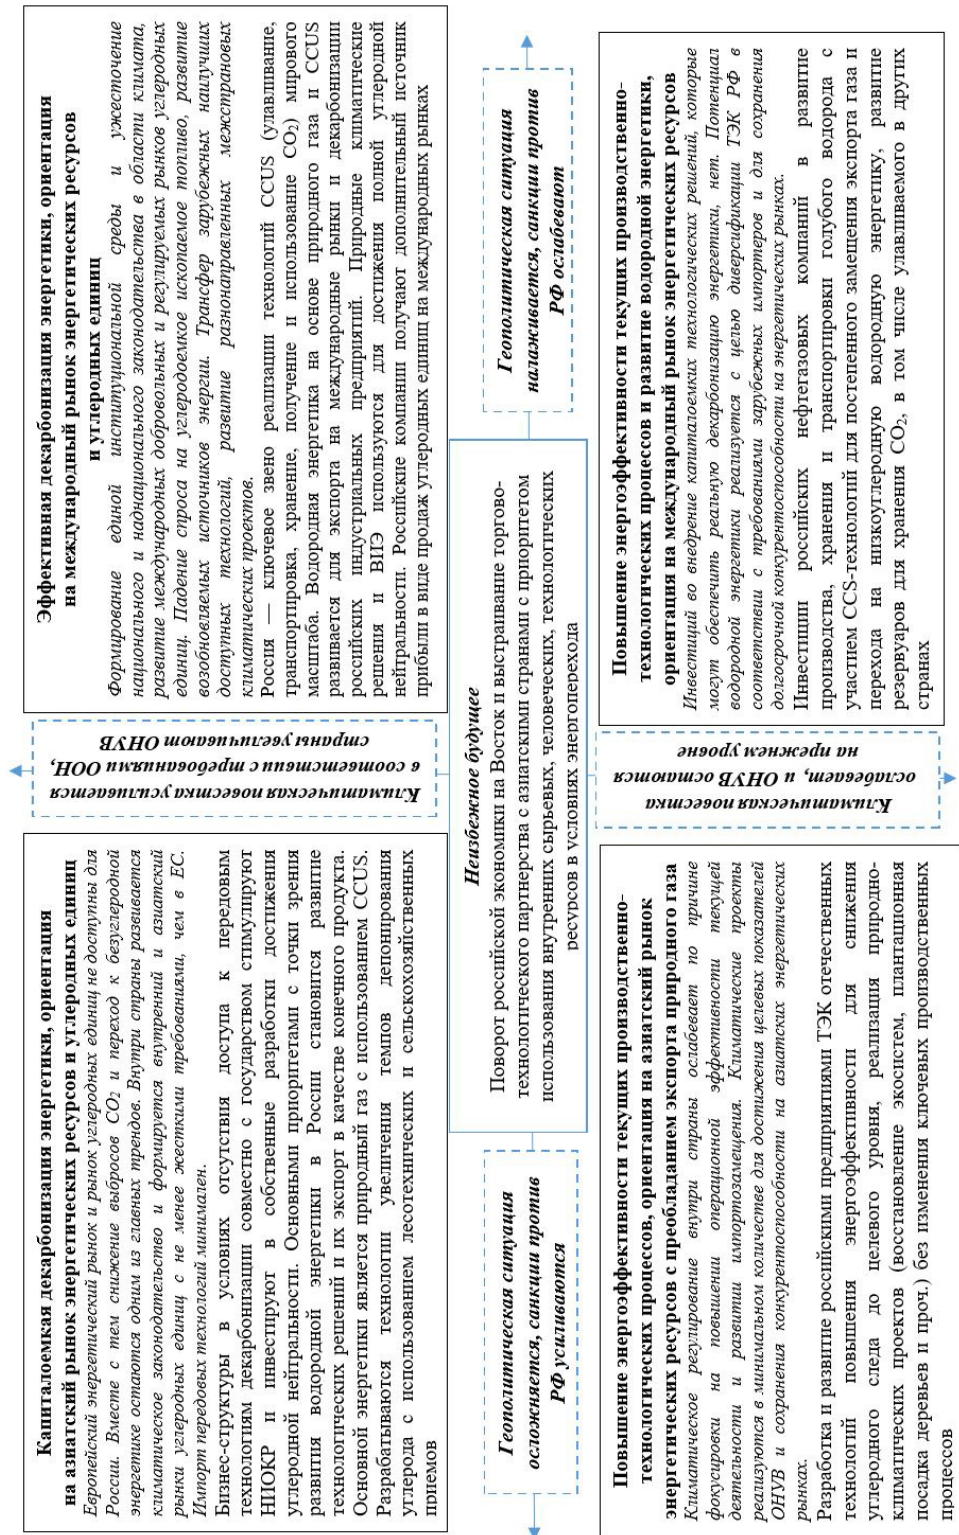 Капиталоемкая декарбонизация энергетики, ориентация
на азиатский рынок энергетических ресурсов и углеродных единиц
Европейский энергетический рынок и рынок углеродных единиц не доступны для
России. Вместе с тем снижение выбросов CO₂ и переход к безуглеродной
энергетике остаются одним из главных трендов. Внутри страны развивается
климатическое законодательство и формируется внутренний и азиатский
рынки углеродных единиц с не менее жесткими требованиями, чем в ЕС.
Импорт передовых технологий минимален.
Бизнес-структуры в условиях отсутствия доступа к передовым
технологиям декарбонизации совместно с государством стимулируют
НИОКР и инвестируют в собственные разработки достижения
углеродной нейтральности. Основными приоритетами с точки зрения
развития водородной энергетики в России становится развитие
технологических решений и их экспорт в качестве конечного продукта.
Основной энергетики является природный газ с использованием CCUS.
Разрабатываются технологии увеличения темпов депонирования
углерода с использованием лесотехнических и сельскохозяйственных
приемов
Климатическая повестка усиливается
в соответствии с требованиями ООН,
страны увеличивают ОНУВ
Эффективная декарбонизация энергетики, ориентация
на международный рынок энергетических ресурсов
и углеродных единиц
Формирование единой институциональной среды и ужесточение
национального и наднационального законодательства в области климата,
развитие международных добровольных и регулируемых рынков углеродных
единиц. Падение спроса на углеродоемкое ископаемое топливо, развитие
возобновляемых источников энергии. Трансфер зарубежных наилучших
доступных технологий, развитие разнонаправленных межстрановых
климатических проектов.
Россия — ключевое звено реализации технологий CCUS (улавливание,
транспортировка, хранение, получение и использование CO₂) мирового
масштаба. Водородная энергетика на основе природного газа и CCUS
развивается для экспорта на международные рынки и декарбонизации
российских индустриальных предприятий. Природные климатические
решения и ВИЭ используются для достижения полной углеродной
нейтральности. Российские компании получают дополнительный источник
прибыли в виде продаж углеродных единиц на международных рынках
Геополитическая ситуация
осложняется, санкции против
РФ усиливаются
Неизбежное будущее
Поворот российской экономики на Восток и выстраивание торгово-
технологического партнерства с азиатскими странами с приоритетом
использования внутренних сырьевых, человеческих, технологических
ресурсов в условиях энергоперехода
Геополитическая ситуация
налаживается, санкции против
РФ ослабевают
Повышение энергоэффективности текущих производственно-
технологических процессов, ориентация на азиатский рынок
энергетических ресурсов с преобладанием экспорта природного газа
Климатическое регулирование внутри страны ослабевает по причине
фокусировки на повышении операционной эффективности текущей
деятельности и развитии импортозамещения. Климатические проекты
реализуются в минимальном количестве для достижения целевых показателей
ОНУВ и сохранения конкурентоспособности на азиатских энергетических
рынках.
Разработка и развитие российскими предприятиями ТЭК отечественных
технологий повышения энергоэффективности для снижения
углеродного следа до целевого уровня, реализация природно-
климатических проектов (восстановление экосистем, плантационная
посадка деревьев и проч.) без изменения ключевых производственных
процессов
Климатическая повестка
ослабевает, и ОНУВ остаются
на прежнем уровне
Повышение энергоэффективности текущих производственно-
технологических процессов и развитие водородной энергетики,
ориентация на международный рынок энергетических ресурсов
Инвестиций во внедрение капиталоемких технологических решений, которые
могут обеспечить реальную декарбонизацию энергетики, нет. Потенциал
водородной энергетики реализуется с целью диверсификации ТЭК РФ в
соответствии с требованиями зарубежных импортеров и для сохранения
долгосрочной конкурентоспособности на энергетических рынках.
Инвестиции российских нефтегазовых компаний в развитие
производства, хранения и транспортировки голубого водорода с
участием CCS-технологий для постепенного замещения экспорта газа и
перехода на низкоуглеродную водородную энергетику, развитие
резервуаров для хранения CO₂, в том числе улавливаемого в других
странах